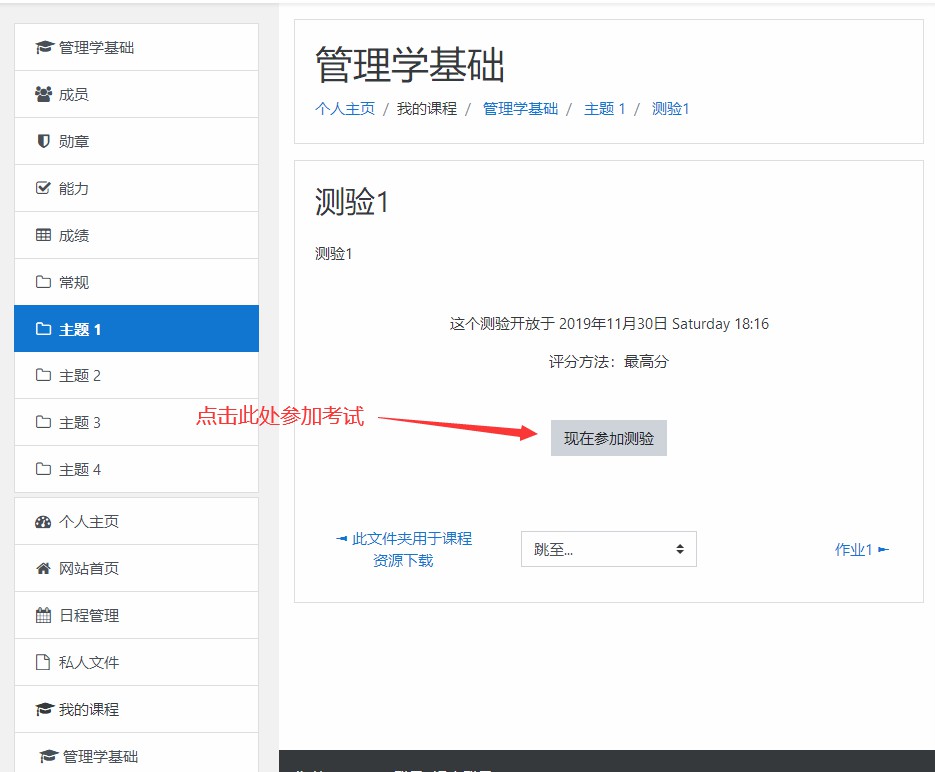 管理学基础
成员
勋章
能力
成绩
常规
主题 1
主题 2
主题 3
主题 4
个人主页
网站首页
日程管理
私人文件
我的课程
管理学基础
管理学基础
个人主页 / 我的课程 / 管理学基础 / 主题 1 / 测验1
测验1
测验1
这个测验开放于 2019年11月30日 Saturday 18:16
评分方法：最高分
点击此处参加考试
现在参加测验
◄ 此文件夹用于课程
资源下载
跳至...
作业1 ►